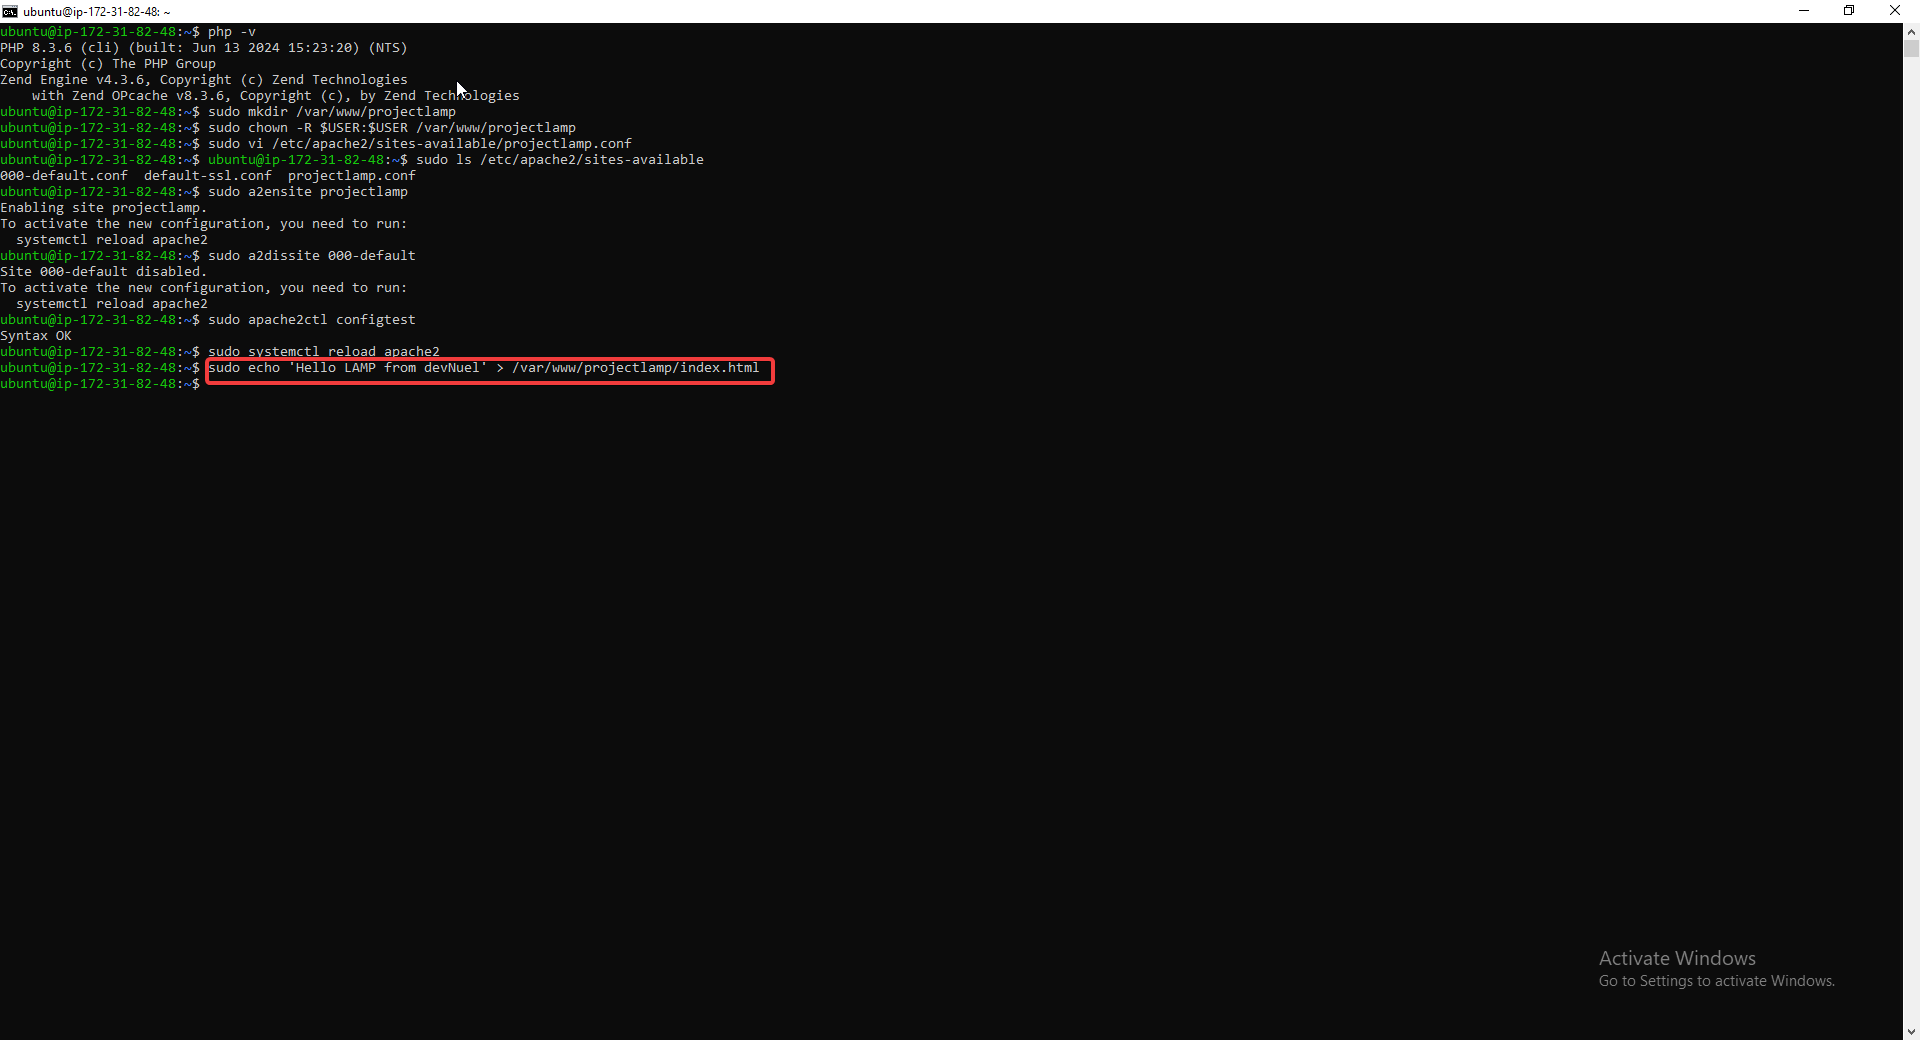 ubuntu@ip-172-31-82-48: ~
ubuntu@ip-172-31-82-48:~$ php -v
PHP 8.3.6 (cli) (built: Jun 13 2024 15:23:20) (NTS)
Copyright (c) The PHP Group
Zend Engine v4.3.6, Copyright (c) Zend Technologies
    with Zend OPcache v8.3.6, Copyright (c), by Zend Technologies
ubuntu@ip-172-31-82-48:~$ sudo mkdir /var/www/projectlamp
ubuntu@ip-172-31-82-48:~$ sudo chown -R $USER:$USER /var/www/projectlamp
ubuntu@ip-172-31-82-48:~$ sudo vi /etc/apache2/sites-available/projectlamp.conf
ubuntu@ip-172-31-82-48:~$ ubuntu@ip-172-31-82-48:~$ sudo ls /etc/apache2/sites-available
000-default.conf  default-ssl.conf  projectlamp.conf
ubuntu@ip-172-31-82-48:~$ sudo a2ensite projectlamp
Enabling site projectlamp.
To activate the new configuration, you need to run:
  systemctl reload apache2
ubuntu@ip-172-31-82-48:~$ sudo a2dissite 000-default
Site 000-default disabled.
To activate the new configuration, you need to run:
  systemctl reload apache2
ubuntu@ip-172-31-82-48:~$ sudo apache2ctl configtest
Syntax OK
ubuntu@ip-172-31-82-48:~$ sudo systemctl reload apache2
ubuntu@ip-172-31-82-48:~$ sudo echo 'Hello LAMP from devNuel' > /var/www/projectlamp/index.html
ubuntu@ip-172-31-82-48:~$
Activate Windows
Go to Settings to activate Windows.